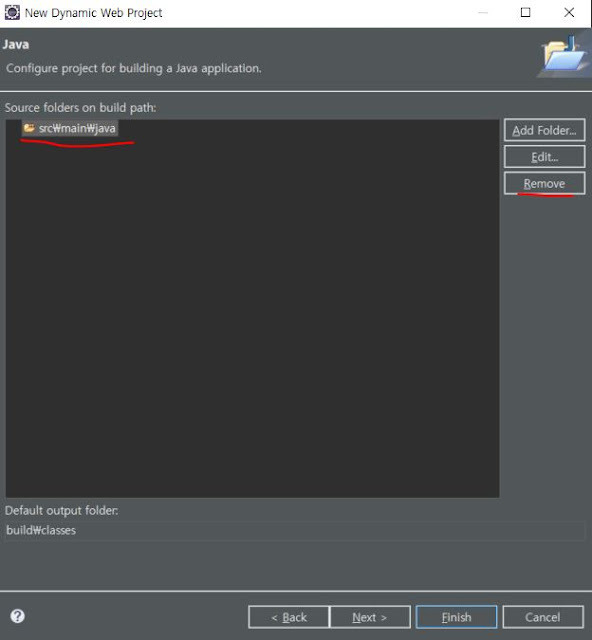 New Dynamic Web Project
Java
Configure project for building a Java application.
Source folders on build path:
src₩main₩java
Add Folder...
Edit...
Remove
Default output folder:
build₩classes
?
< Back
Next >
Finish
Cancel